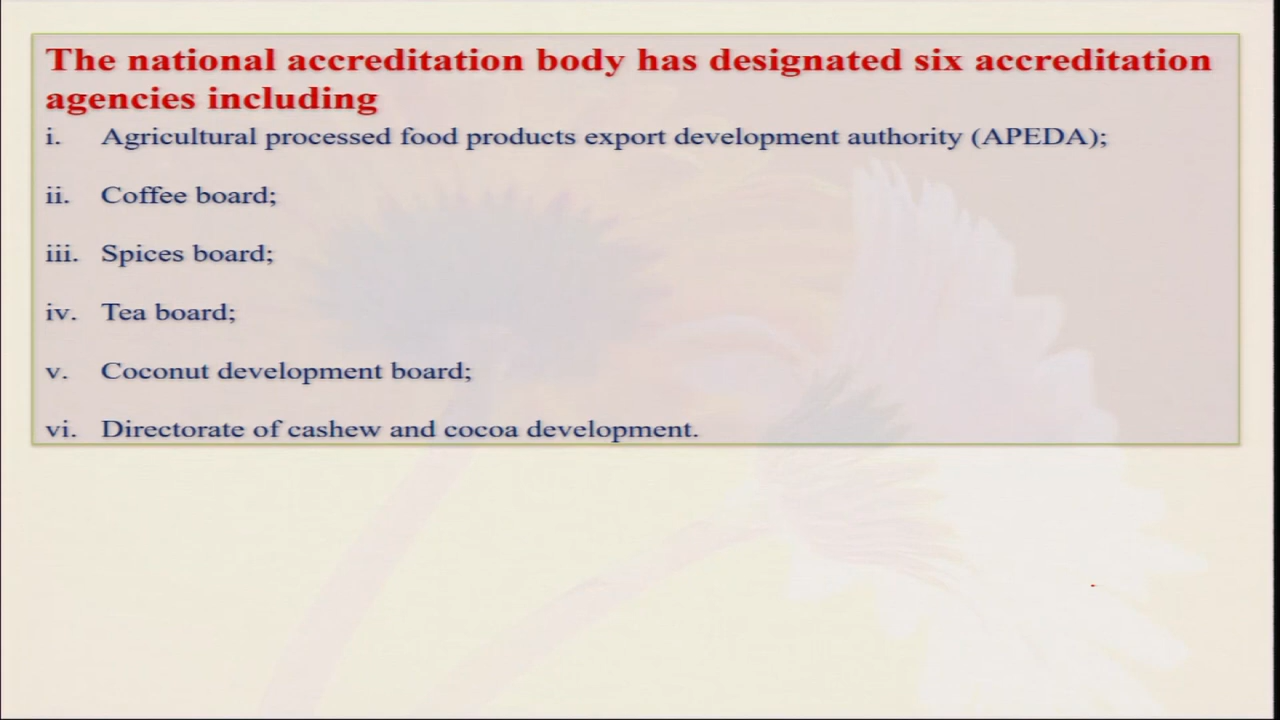 The national accreditation body has designated six accreditation
agencies including
i. Agricultural processed food products export development authority (APEDA);
ii. Coffee board;
iii. Spices board;
iv. Tea board;
v. Coconut development board;
vi. Directorate of cashew and cocoa development.